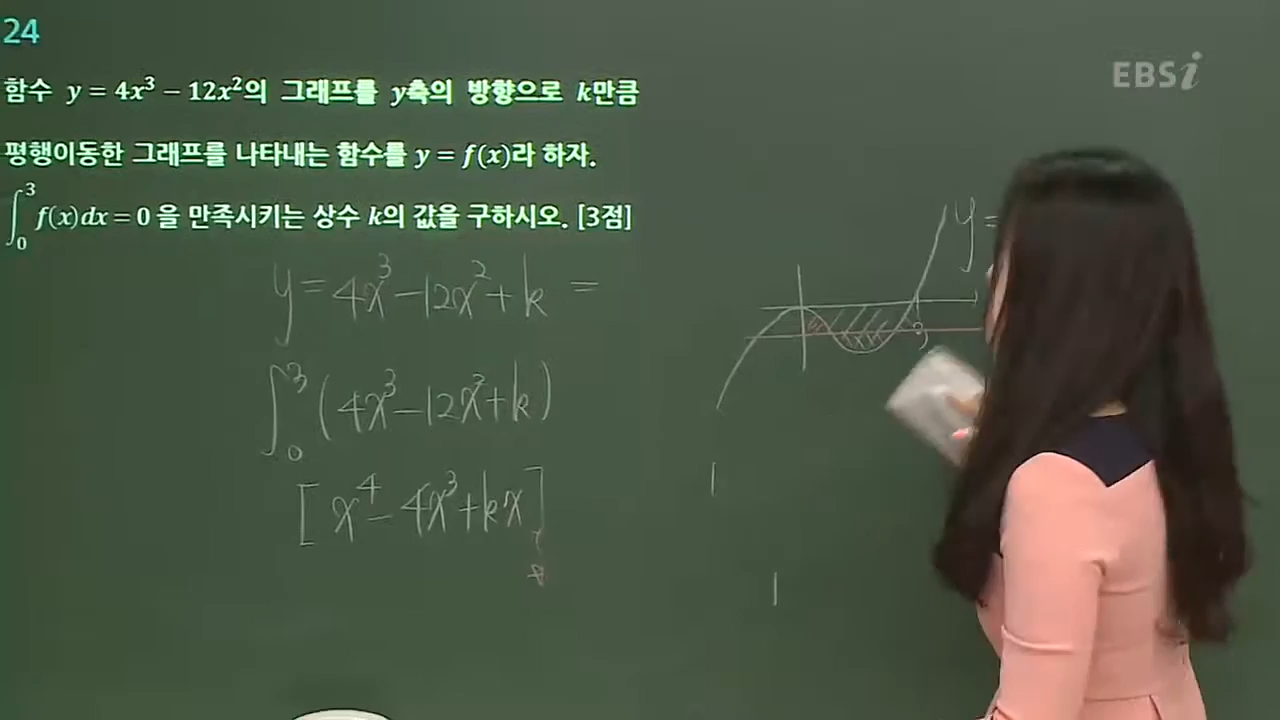 24
EBSi
함수 y = 4x³ − 12x²의 그래프를 y축의 방향으로 k만큼
평행이동한 그래프를 나타내는 함수를 y = f(x)라 하자.
∫₀³ f(x)dx = 0 을 만족시키는 상수 k의 값을 구하시오. [3점]
y = 4x³ − 12x² + k =
y =
3
∫₀³ (4x³ − 12x² + k)
[x⁴ − 4x³ + kx]